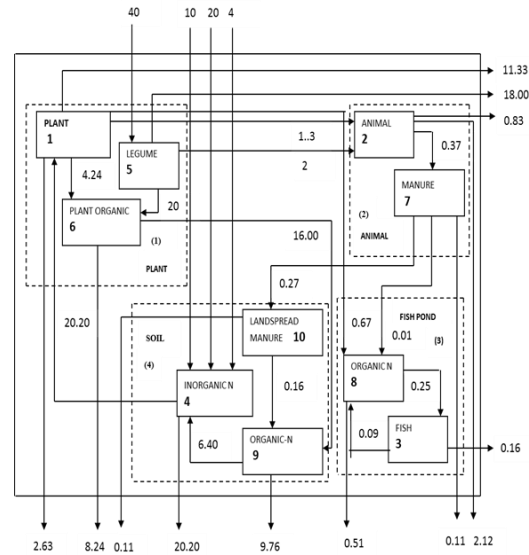 40
10
20
4
11.33
18.00
0.83
PLANT
1
ANIMAL
2
LEGUME
5
1..3
2
0.37
4.24
MANURE
7
PLANT ORGANIC
6
20
(1)
PLANT
(2)
ANIMAL
16.00
0.27
20.20
SOIL
(4)
LANDSPREAD
MANURE 10
0.67
0.01
FISH POND
(3)
ORGANIC N
8
INORGANIC N
4
0.16
0.25
6.40
ORGANIC-N
9
0.09
FISH
3
0.16
2.63
8.24
0.11
20.20
9.76
0.51
0.11
2.12